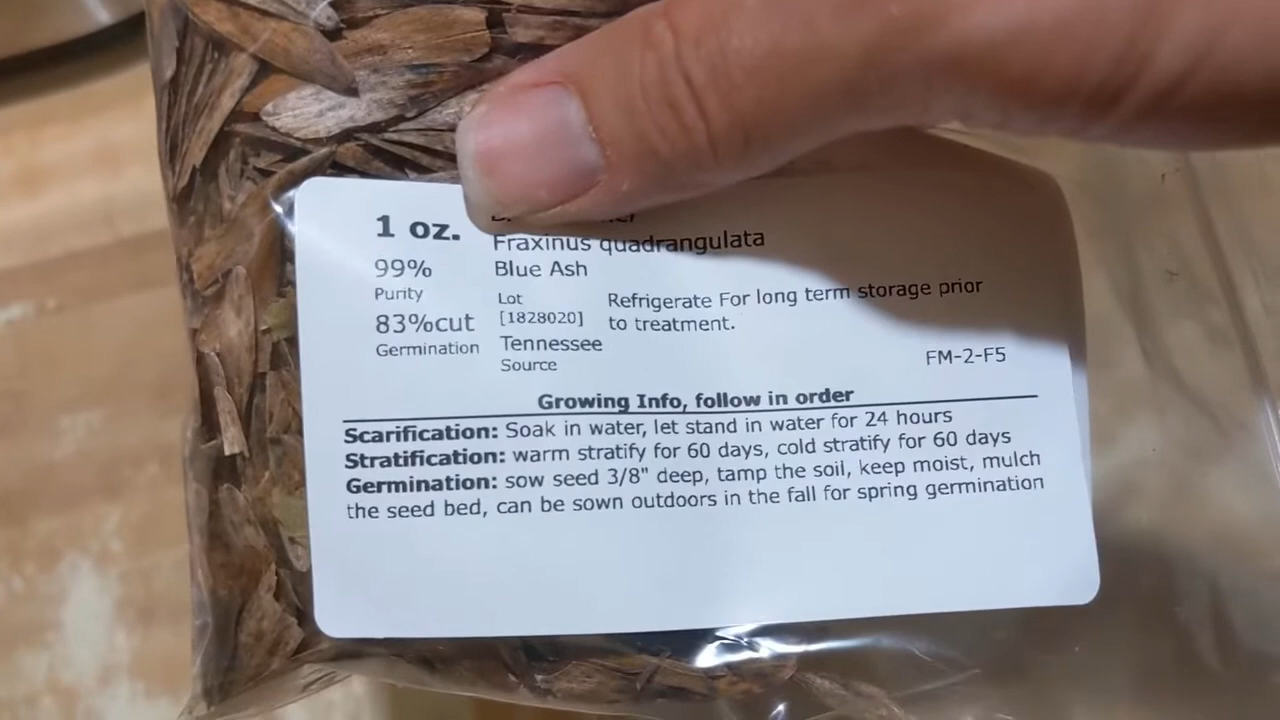 1 oz.
Fraxinus quadrangulata
99%
Blue Ash
Purity
Lot
Refrigerate For long term storage prior
83%cut
[1828020]
to treatment.
Germination
Tennessee
Source
FM-2-F5
Growing Info, follow in order
Scarification: Soak in water, let stand in water for 24 hours
Stratification: warm stratify for 60 days, cold stratify for 60 days
Germination: sow seed 3/8" deep, tamp the soil, keep moist, mulch
the seed bed, can be sown outdoors in the fall for spring germination